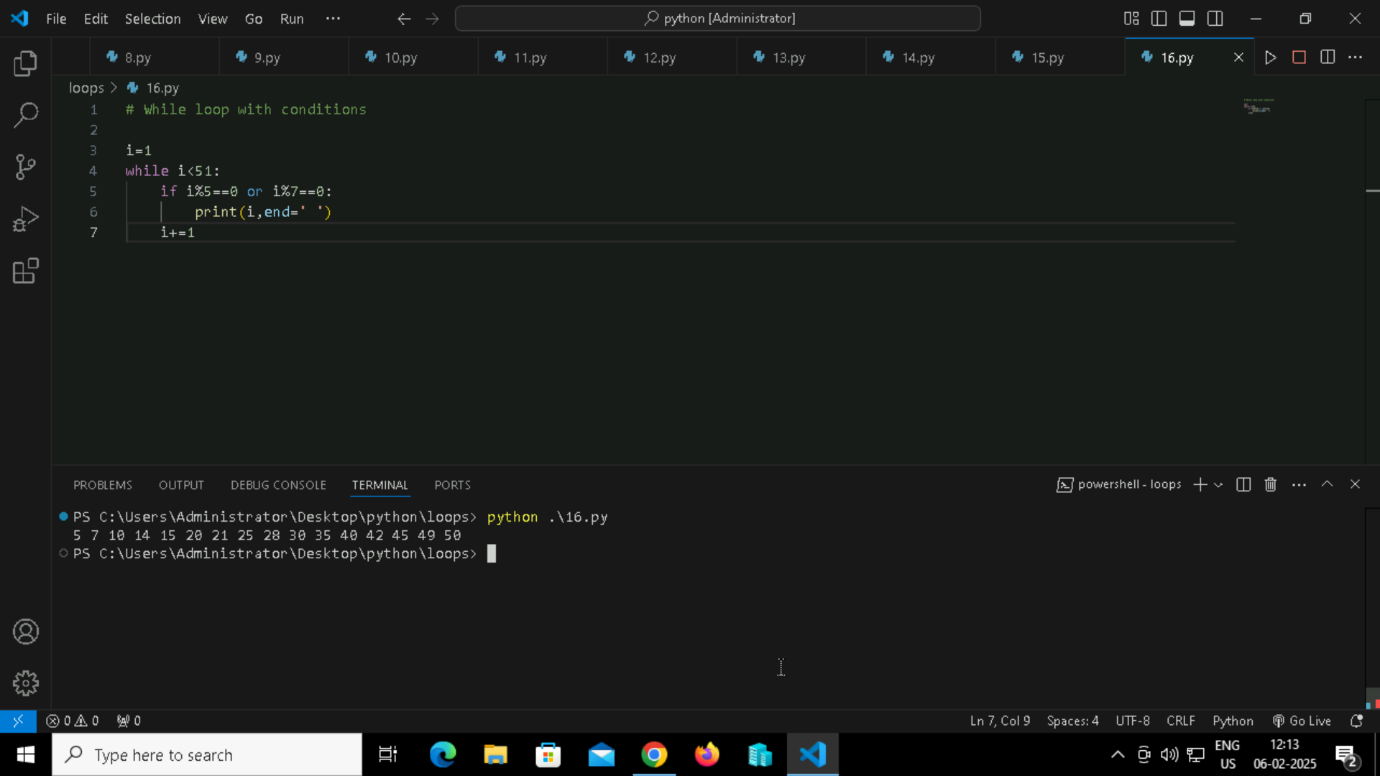 File Edit Selection View Go Run ··· python [Administrator]
8.py 9.py 10.py 11.py 12.py 13.py 14.py 15.py 16.py
loops > 16.py
1 # While loop with conditions
2
3 i=1
4 while i<51:
5 if i%5==0 or i%7==0:
6 print(i,end=' ')
7 i+=1
PROBLEMS OUTPUT DEBUG CONSOLE TERMINAL PORTS powershell - loops
PS C:\Users\Administrator\Desktop\python\loops> python .\16.py
5 7 10 14 15 20 21 25 28 30 35 40 42 45 49 50
PS C:\Users\Administrator\Desktop\python\loops>
0 0 0 Ln 7, Col 9 Spaces: 4 UTF-8 CRLF Python Go Live
Type here to search ENG US 12:13 06-02-2025 2